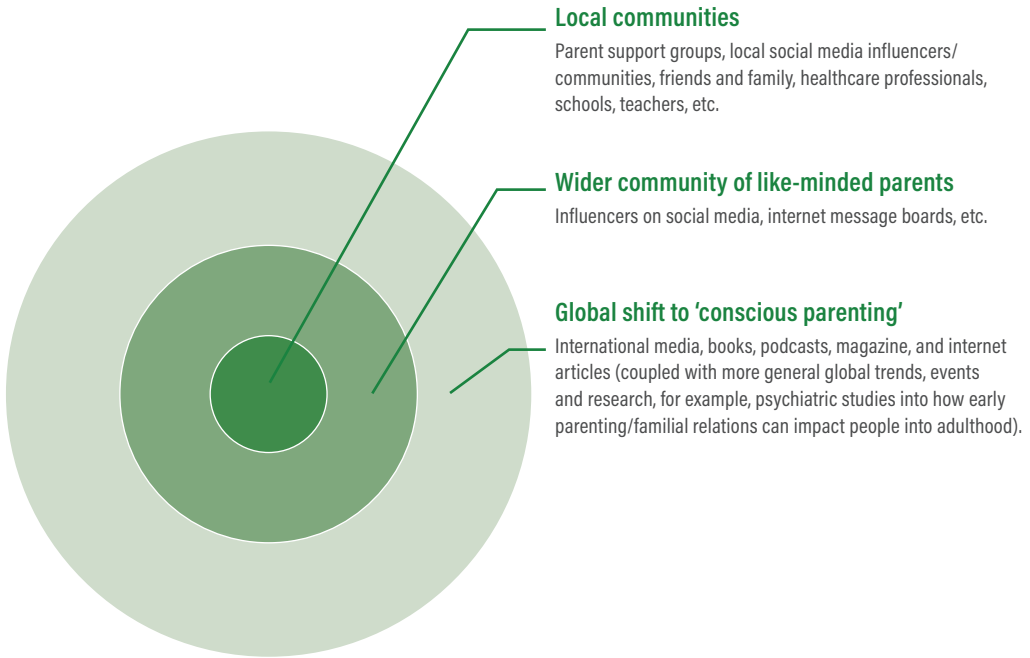 Local communities
Parent support groups, local social media influencers/
communities, friends and family, healthcare professionals,
schools, teachers, etc.
Wider community of like-minded parents
Influencers on social media, internet message boards, etc.
Global shift to ‘conscious parenting’
International media, books, podcasts, magazine, and internet
articles (coupled with more general global trends, events
and research, for example, psychiatric studies into how early
parenting/familial relations can impact people into adulthood).